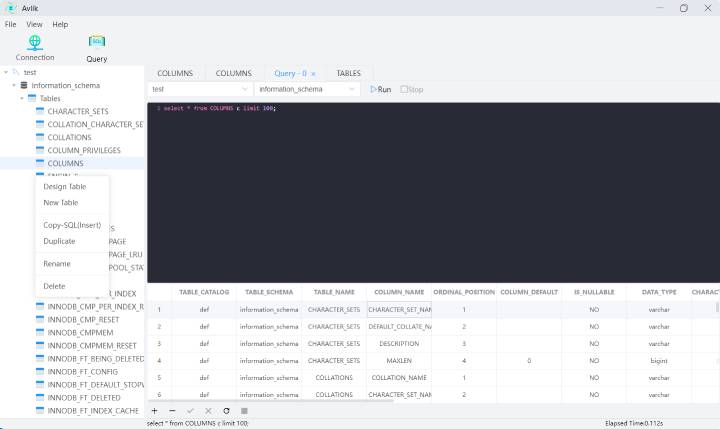 Avlik
File View Help
Connection Query
test
information_schema
Tables
CHARACTER_SETS
COLLATION_CHARACTER_SE
COLLATIONS
COLUMN_PRIVILEGES
COLUMNS
Design Table
New Table
Copy-SQL(Insert)
Duplicate
Rename
Delete
PAGE
PAGE_LRU
POOL_STA
PER_INDEX
INNODB_CMP_PER_INDEX_R
INNODB_CMP_RESET
INNODB_CMPMEM
INNODB_CMPMEM_RESET
INNODB_FT_BEING_DELETED
INNODB_FT_CONFIG
INNODB_FT_DEFAULT_STOPW
INNODB_FT_DELETED
INNODB_FT_INDEX_CACHE
COLUMNS COLUMNS Query - 0 × TABLES
test information_schema Run Stop
1 select * from COLUMNS c limit 100;
TABLE_CATALOG TABLE_SCHEMA TABLE_NAME COLUMN_NAME ORDINAL_POSITION COLUMN_DEFAULT IS_NULLABLE DATA_TYPE CHARACT
1 def information_schema CHARACTER_SETS CHARACTER_SET_NAM 1 NO varchar
2 def information_schema CHARACTER_SETS DEFAULT_COLLATE_NA 2 NO varchar
3 def information_schema CHARACTER_SETS DESCRIPTION 3 NO varchar
4 def information_schema CHARACTER_SETS MAXLEN 4 0 NO bigint
5 def information_schema COLLATIONS COLLATION_NAME 1 NO varchar
6 def information_schema COLLATIONS CHARACTER_SET_NAM 2 NO varchar
select * from COLUMNS c limit 100; Elapsed Time:0.112s